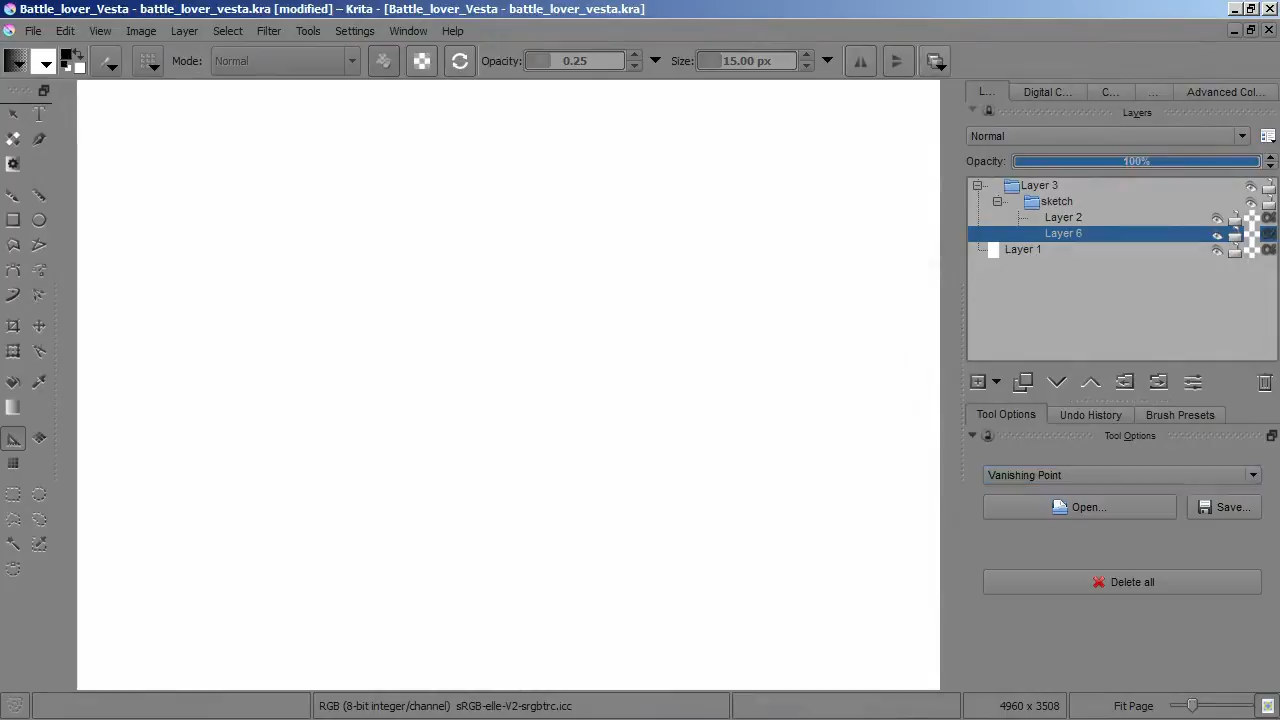 Battle_lover_Vesta - battle_lover_vesta.kra [modified] – Krita - [Battle_lover_Vesta - battle_lover_vesta.kra]
File Edit View Image Layer Select Filter Tools Settings Window Help
Mode: Normal Opacity: 0.25 Size: 15.00 px
L... Digital C... C... ... Advanced Col...
Layers
Normal
Opacity: 100%
Layer 3
sketch
Layer 2
Layer 6
Layer 1
Tool Options Undo History Brush Presets
Tool Options
Vanishing Point
Open... Save...
Delete all
RGB (8-bit integer/channel) sRGB-elle-V2-srgbtrc.icc 4960 x 3508 Fit Page